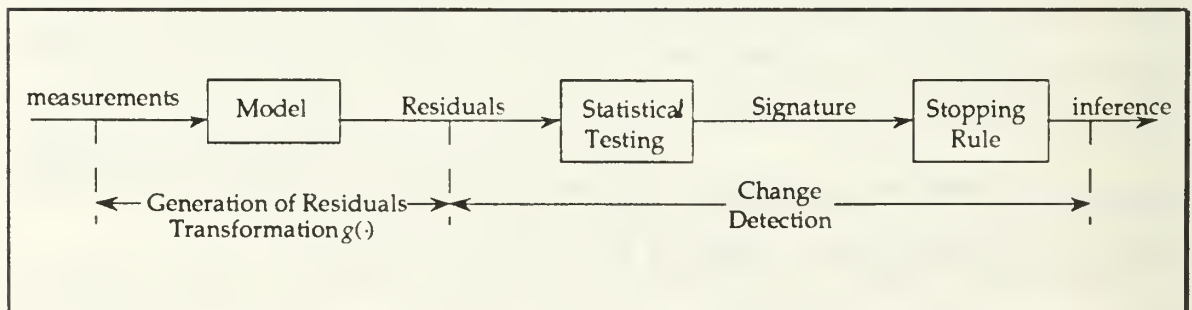 measurements
Model
Residuals
Statistical
Testing
Signature
Stopping
Rule
inference
Generation of Residuals
Transformation g(·)
Change
Detection